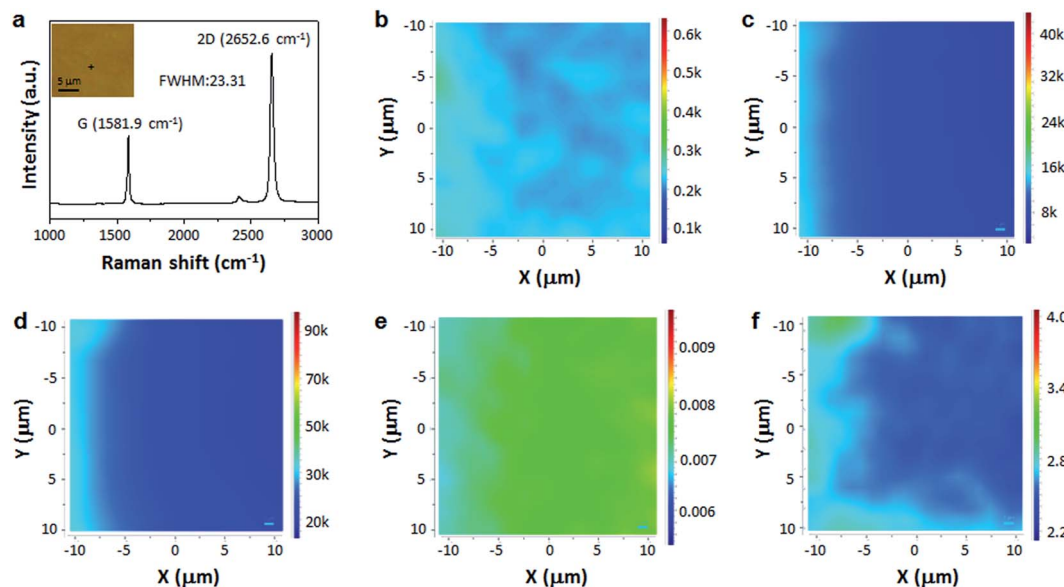 a
2D (2652.6 cm⁻¹)
5 μm
FWHM:23.31
G (1581.9 cm⁻¹)
Intensity (a.u.)
1000 1500 2000 2500 3000
Raman shift (cm⁻¹)
b
-10
-5
0
5
10
Y (μm)
-10 -5 0 5 10
X (μm)
0.6k
0.5k
0.4k
0.3k
0.2k
0.1k
c
-10
-5
0
5
10
Y (μm)
-10 -5 0 5 10
X (μm)
40k
32k
24k
16k
8k
d
-10
-5
0
5
10
Y (μm)
-10 -5 0 5 10
X (μm)
90k
70k
50k
30k
20k
e
-10
-5
0
5
10
Y (μm)
-10 -5 0 5 10
X (μm)
0.009
0.008
0.007
0.006
f
-10
-5
0
5
10
Y (μm)
-10 -5 0 5 10
X (μm)
4.0
3.4
2.8
2.2